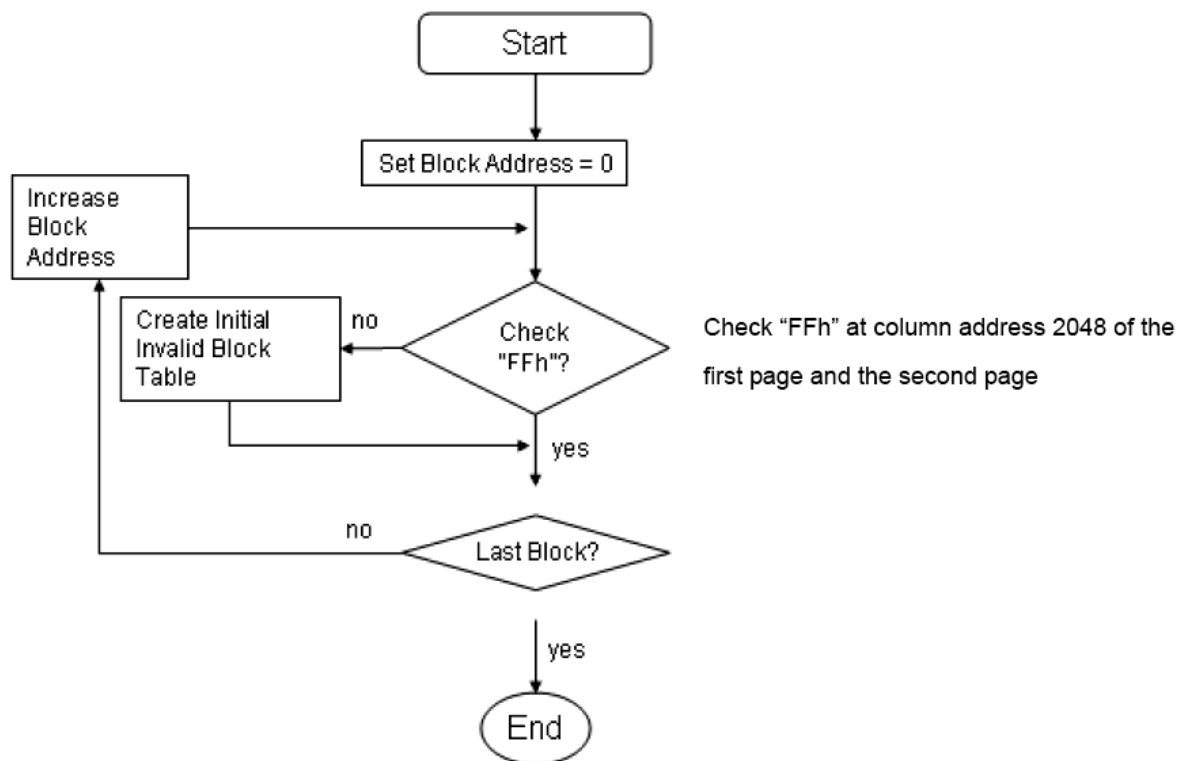 Start
Set Block Address = 0
Increase
Block
Address
Create Initial
Invalid Block
Table
no
Check
"FFh"?
Check “FFh” at column address 2048 of the
first page and the second page
yes
no
Last Block?
yes
End